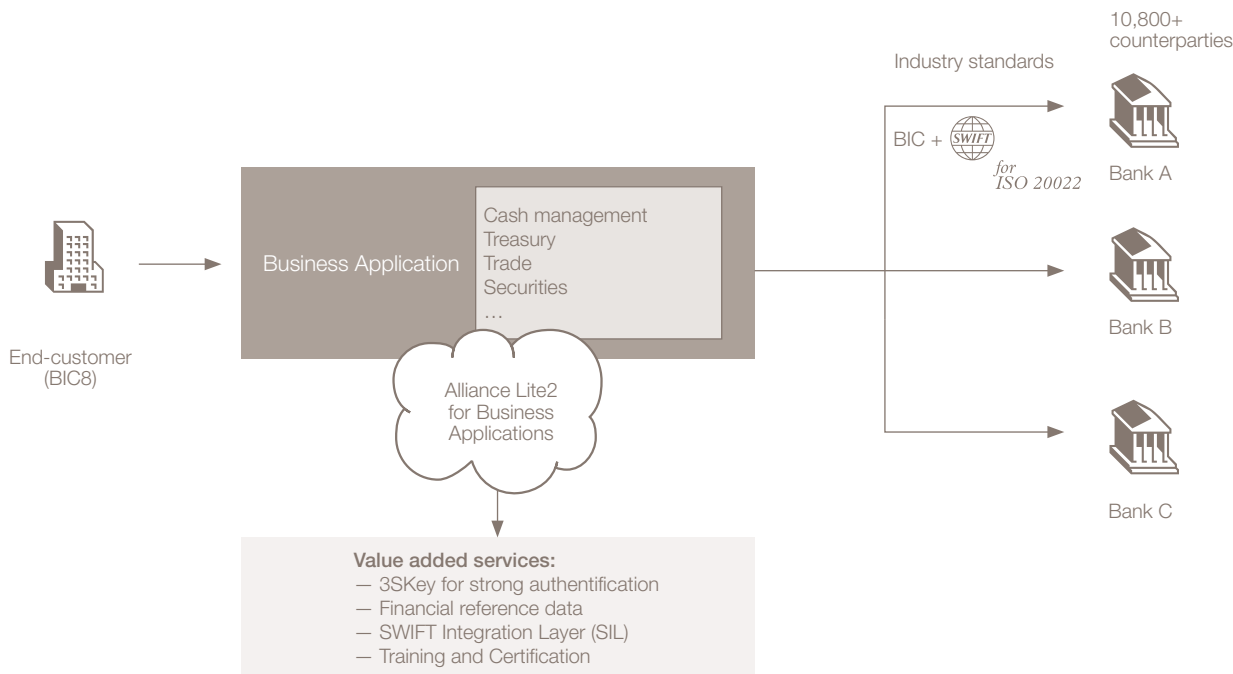 10,800+
counterparties
Industry standards
BIC + SWIFT
for
ISO 20022
Bank A
Cash management
Treasury
Business Application
Trade
Securities
…
Bank B
End-customer
(BIC8)
Alliance Lite2
for Business
Applications
Bank C
Value added services:
— 3SKey for strong authentification
— Financial reference data
— SWIFT Integration Layer (SIL)
— Training and Certification